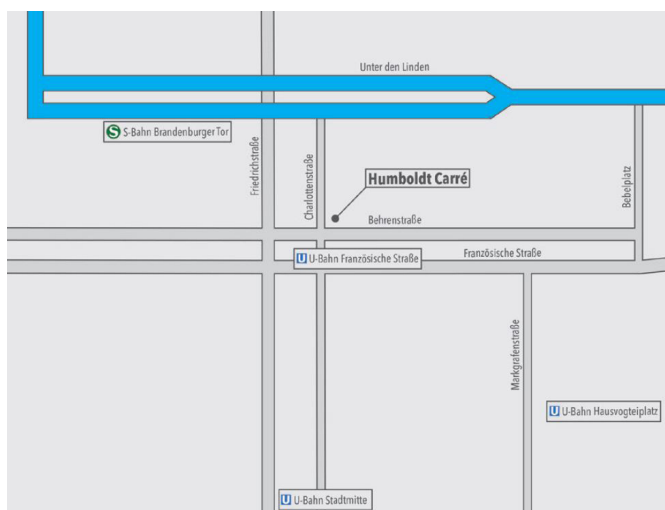 Unter den Linden
S S-Bahn Brandenburger Tor
Friedrichstraße
Charlottenstraße
Humboldt Carré
Bebelplatz
Behrenstraße
Französische Straße
U U-Bahn Französische Straße
Markgrafenstraße
U U-Bahn Hausvogteiplatz
U U-Bahn Stadtmitte